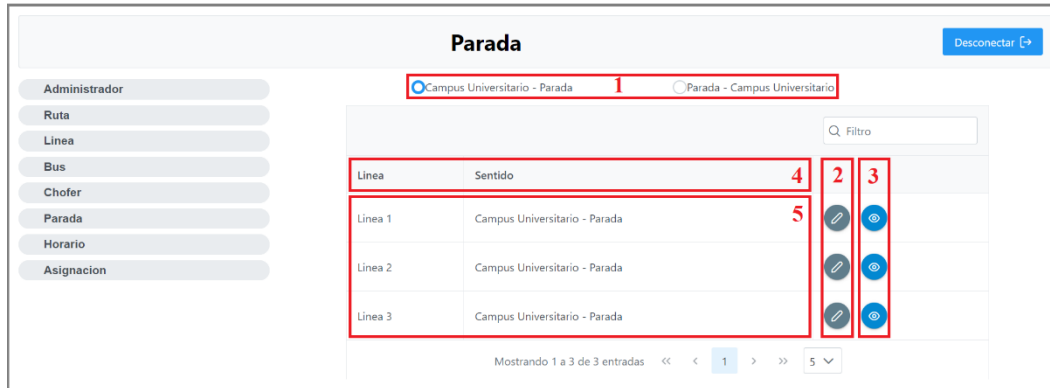 Parada
Desconectar
Administrador
Ruta
Linea
Bus
Chofer
Parada
Horario
Asignacion
Campus Universitario - Parada 1 Parada - Campus Universitario
Filtro
Linea Sentido 4 2 3
Linea 1 Campus Universitario - Parada 5
Linea 2 Campus Universitario - Parada
Linea 3 Campus Universitario - Parada
Mostrando 1 a 3 de 3 entradas << < 1 > >> 5